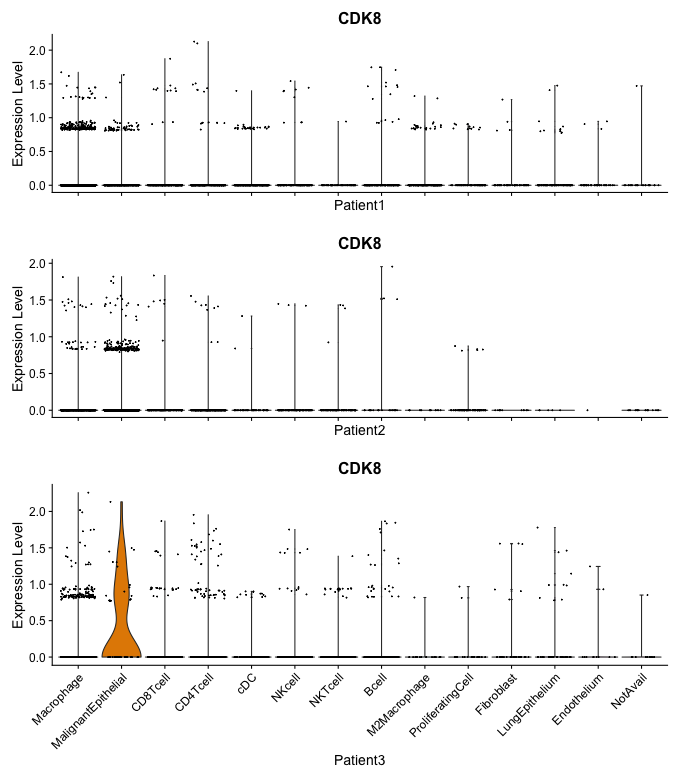 CDK8
Expression Level
2.0
1.5
1.0
0.5
0.0
Patient1
CDK8
Expression Level
2.0
1.5
1.0
0.5
0.0
Patient2
CDK8
Expression Level
2.0
1.5
1.0
0.5
0.0
Macrophage
MalignantEpithelial
CD8Tcell
CD4Tcell
cDC
NKcell
NKTcell
Bcell
M2Macrophage
ProliferatingCell
Fibroblast
LungEpithelium
Endothelium
NotAvail
Patient3